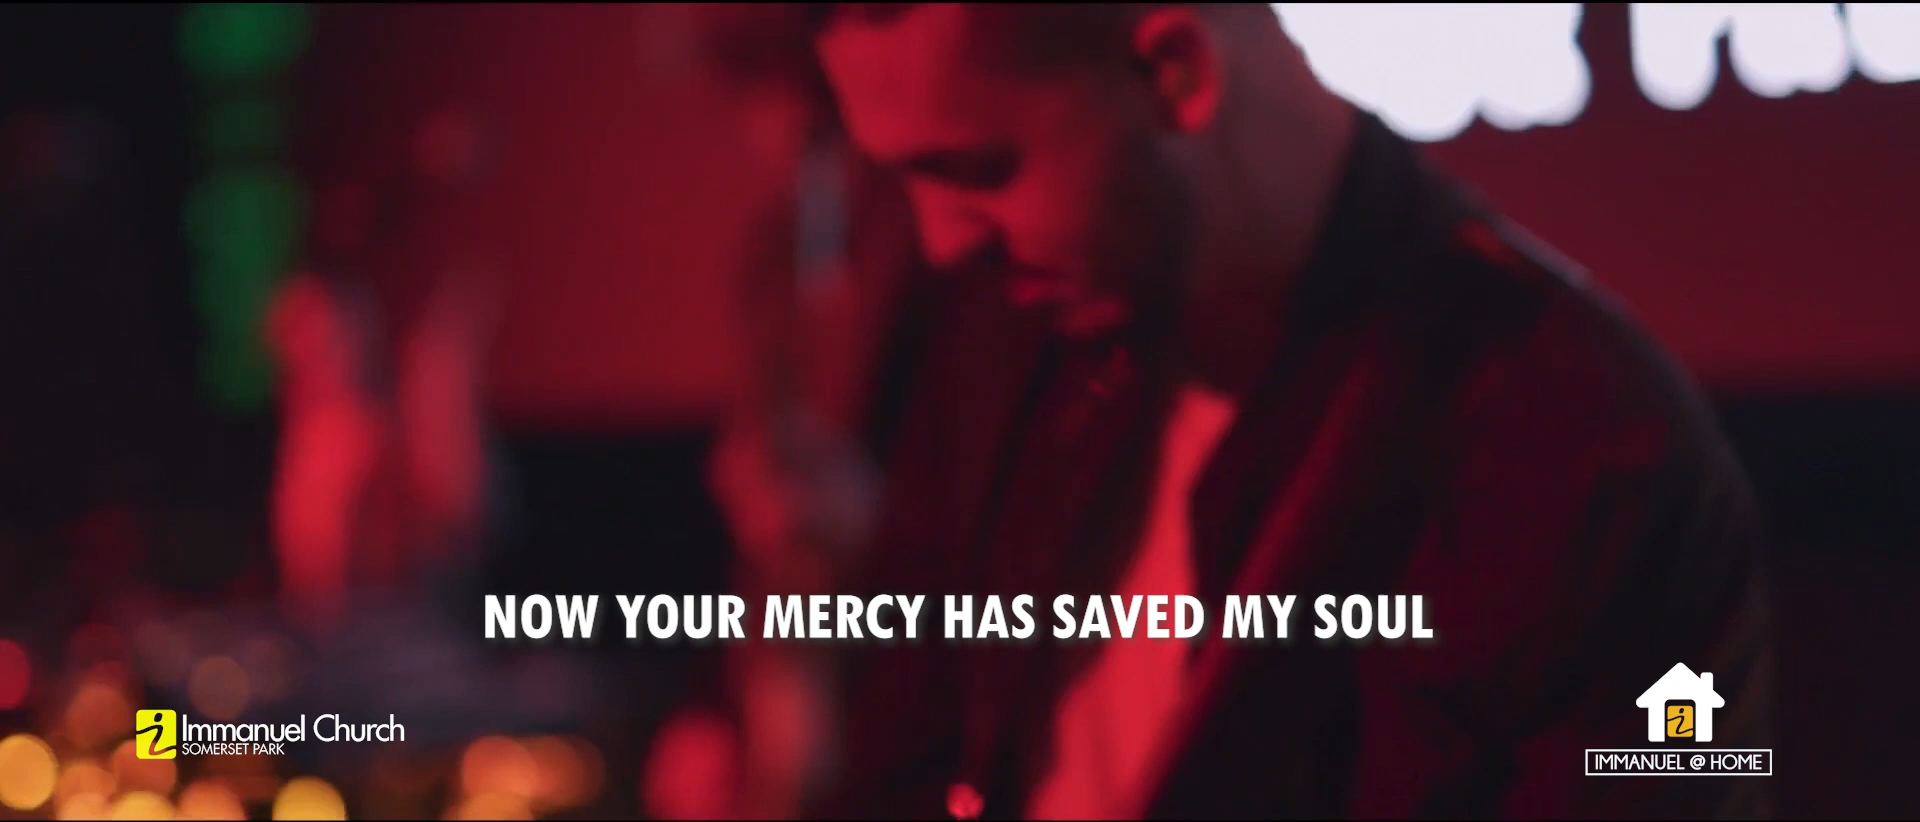 NOW YOUR MERCY HAS SAVED MY SOUL
Immanuel Church
SOMERSET PARK
IMMANUEL @ HOME